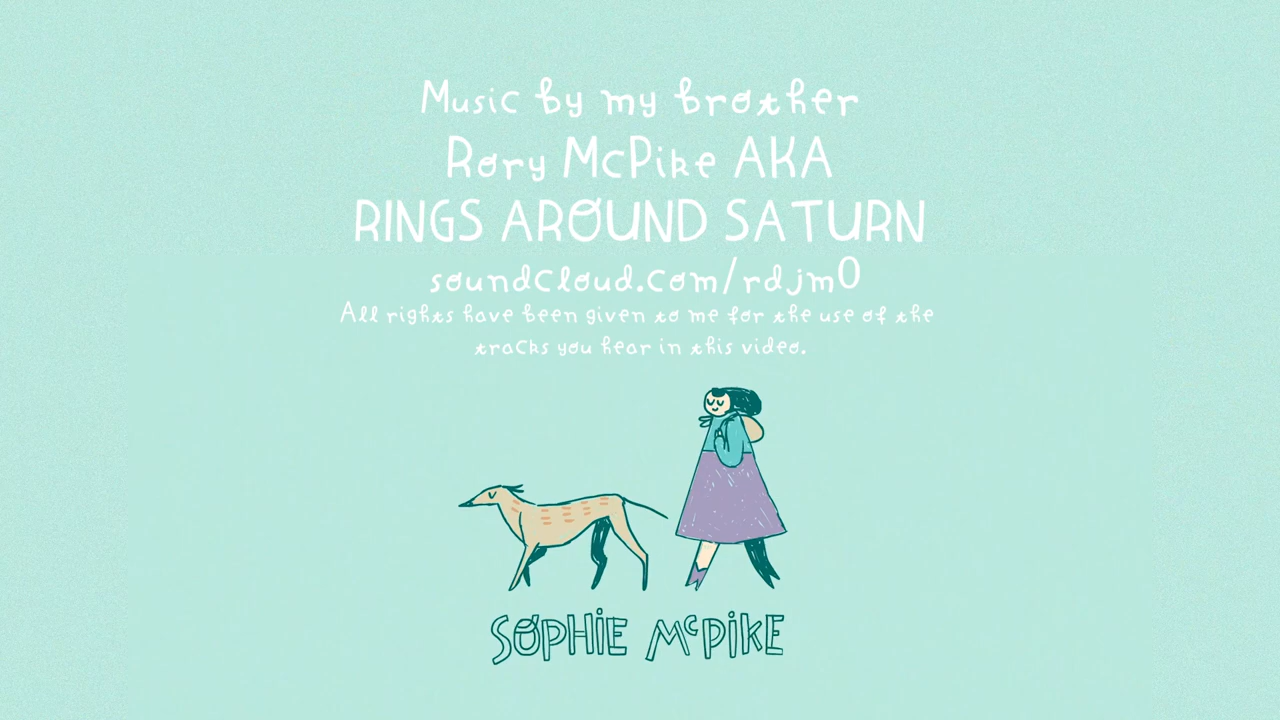 Music by my brother
Rory McPike AKA
RINGS AROUND SATURN
soundcloud.com/rdjm0
All rights have been given to me for the use of the
tracks you hear in this video.
SOPHiE McPiKE